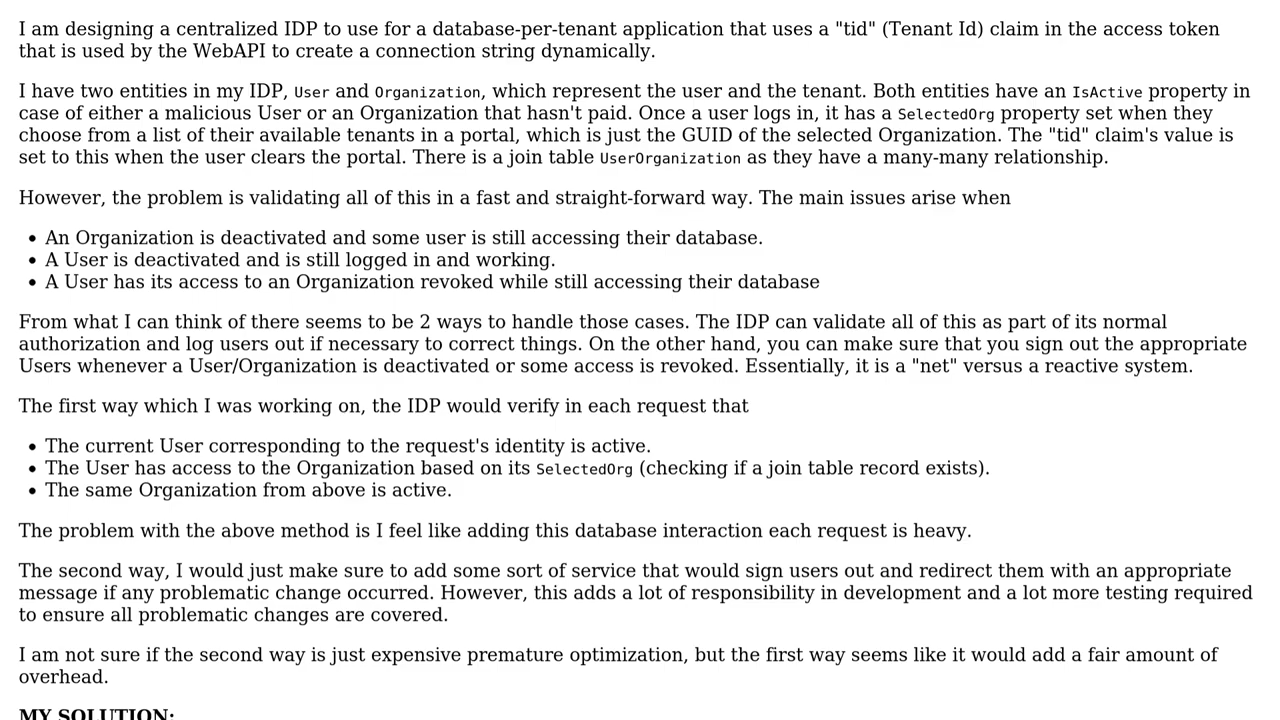 I am designing a centralized IDP to use for a database-per-tenant application that uses a "tid" (Tenant Id) claim in the access token
that is used by the WebAPI to create a connection string dynamically.
I have two entities in my IDP, User and Organization, which represent the user and the tenant. Both entities have an IsActive property in
case of either a malicious User or an Organization that hasn't paid. Once a user logs in, it has a SelectedOrg property set when they
choose from a list of their available tenants in a portal, which is just the GUID of the selected Organization. The "tid" claim's value is
set to this when the user clears the portal. There is a join table UserOrganization as they have a many-many relationship.
However, the problem is validating all of this in a fast and straight-forward way. The main issues arise when
• An Organization is deactivated and some user is still accessing their database.
• A User is deactivated and is still logged in and working.
• A User has its access to an Organization revoked while still accessing their database
From what I can think of there seems to be 2 ways to handle those cases. The IDP can validate all of this as part of its normal
authorization and log users out if necessary to correct things. On the other hand, you can make sure that you sign out the appropriate
Users whenever a User/Organization is deactivated or some access is revoked. Essentially, it is a "net" versus a reactive system.
The first way which I was working on, the IDP would verify in each request that
• The current User corresponding to the request's identity is active.
• The User has access to the Organization based on its SelectedOrg (checking if a join table record exists).
• The same Organization from above is active.
The problem with the above method is I feel like adding this database interaction each request is heavy.
The second way, I would just make sure to add some sort of service that would sign users out and redirect them with an appropriate
message if any problematic change occurred. However, this adds a lot of responsibility in development and a lot more testing required
to ensure all problematic changes are covered.
I am not sure if the second way is just expensive premature optimization, but the first way seems like it would add a fair amount of
overhead.
MY SOLUTION: